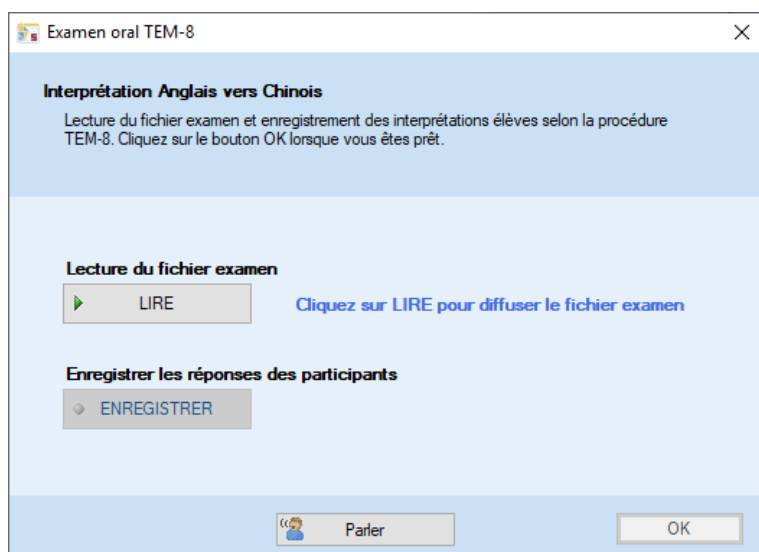 Examen oral TEM-8
Interprétation Anglais vers Chinois
Lecture du fichier examen et enregistrement des interprétations élèves selon la procédure
TEM-8. Cliquez sur le bouton OK lorsque vous êtes prêt.
Lecture du fichier examen
LIRE Cliquez sur LIRE pour diffuser le fichier examen
Enregistrer les réponses des participants
ENREGISTRER
Parler OK